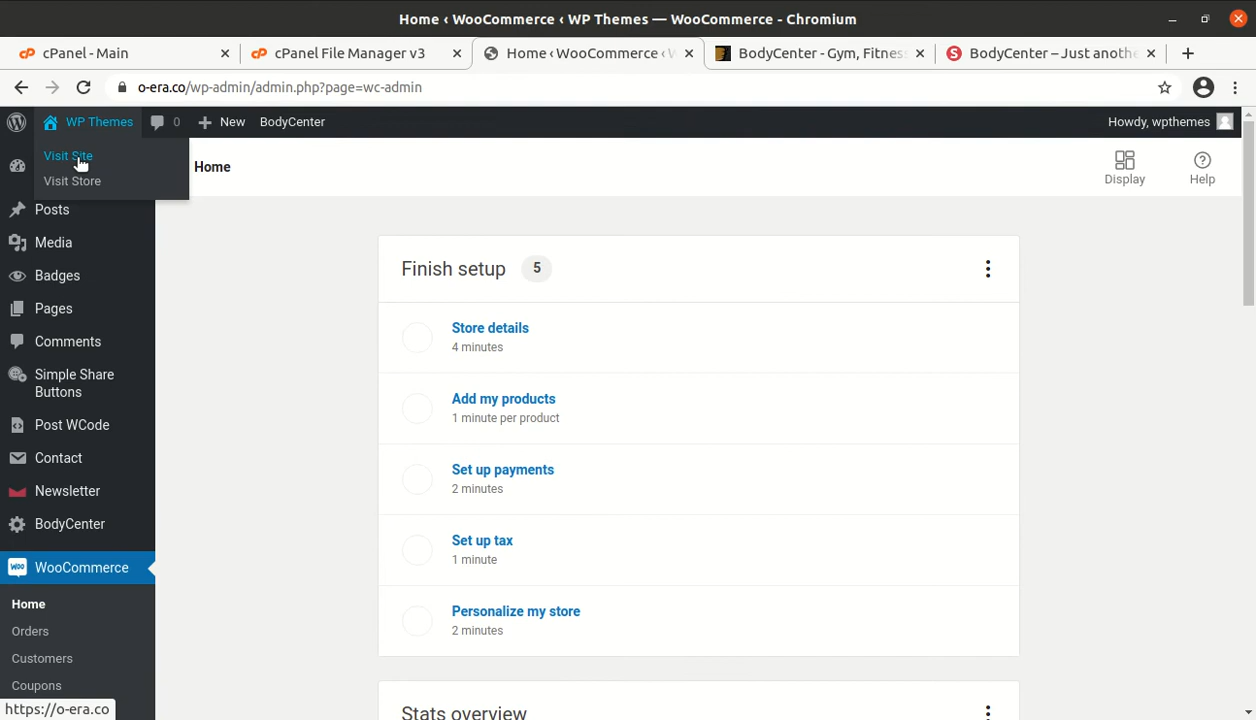 Home ‹ WooCommerce ‹ WP Themes — WooCommerce - Chromium
cPanel - Main
cPanel File Manager v3
Home ‹ WooCommerce ‹ W
BodyCenter - Gym, Fitness
BodyCenter – Just anothe
o-era.co/wp-admin/admin.php?page=wc-admin
WP Themes
0
New
BodyCenter
Howdy, wpthemes
Visit Site
Visit Store
Home
Display
Help
Posts
Media
Badges
Pages
Comments
Simple Share
Buttons
Post WCode
Contact
Newsletter
BodyCenter
WooCommerce
Home
Orders
Customers
Coupons
Finish setup 5
Store details
4 minutes
Add my products
1 minute per product
Set up payments
2 minutes
Set up tax
1 minute
Personalize my store
2 minutes
Stats overview
https://o-era.co